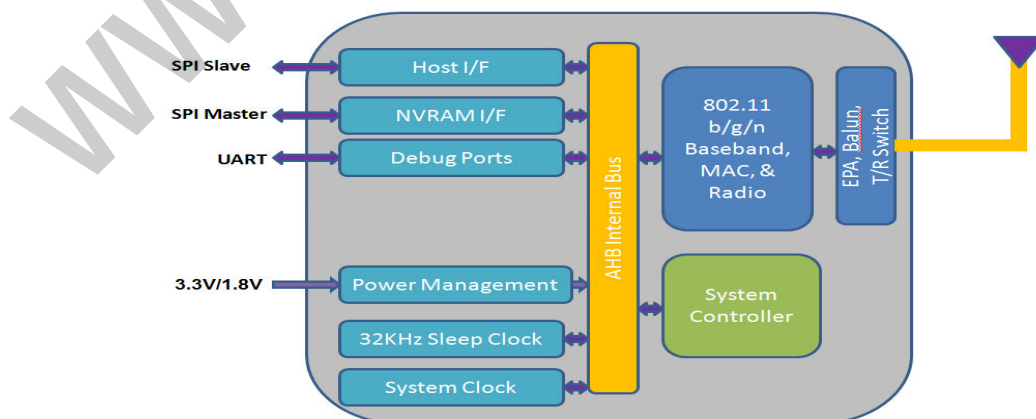 WW
SPI Slave
Host I/F
SPI Master
NVRAM I/F
UART
Debug Ports
3.3V/1.8V
Power Management
32KHz Sleep Clock
System Clock
AHB Internal Bus
802.11
b/g/n
Baseband,
MAC, &
Radio
EPA, Balun,
T/R Switch
System
Controller